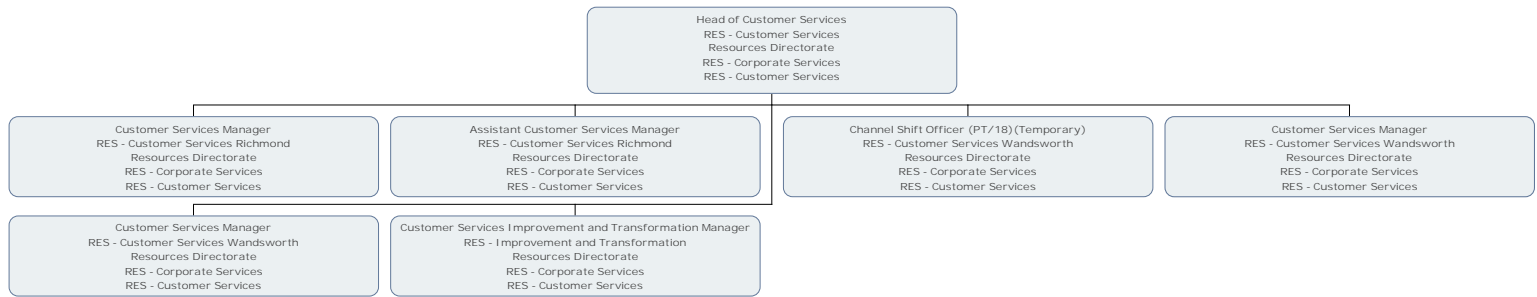 Head of Customer Services
RES - Customer Services
Resources Directorate
RES - Corporate Services
RES - Customer Services
Customer Services Manager
RES - Customer Services Richmond
Resources Directorate
RES - Corporate Services
RES - Customer Services
Assistant Customer Services Manager
RES - Customer Services Richmond
Resources Directorate
RES - Corporate Services
RES - Customer Services
Channel Shift Officer (PT/18)(Temporary)
RES - Customer Services Wandsworth
Resources Directorate
RES - Corporate Services
RES - Customer Services
Customer Services Manager
RES - Customer Services Wandsworth
Resources Directorate
RES - Corporate Services
RES - Customer Services
Customer Services Manager
RES - Customer Services Wandsworth
Resources Directorate
RES - Corporate Services
RES - Customer Services
Customer Services Improvement and Transformation Manager
RES - Improvement and Transformation
Resources Directorate
RES - Corporate Services
RES - Customer Services